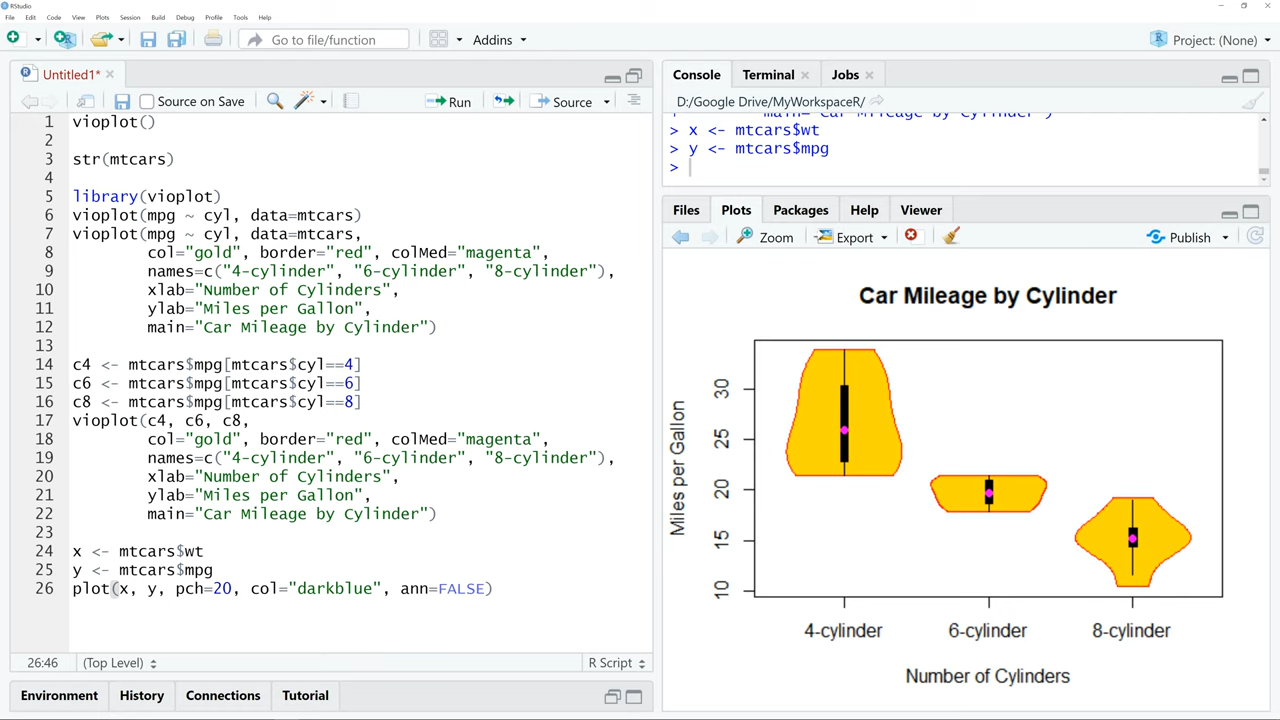 RStudio
File Edit Code View Plots Session Build Debug Profile Tools Help
Go to file/function
Addins
Project: (None)
Untitled1*
Source on Save
Run
Source
1 vioplot()
2
3 str(mtcars)
4
5 library(vioplot)
6 vioplot(mpg ~ cyl, data=mtcars)
7 vioplot(mpg ~ cyl, data=mtcars,
8 col="gold", border="red", colMed="magenta",
9 names=c("4-cylinder", "6-cylinder", "8-cylinder"),
10 xlab="Number of Cylinders",
11 ylab="Miles per Gallon",
12 main="Car Mileage by Cylinder")
13
14 c4 <- mtcars$mpg[mtcars$cyl==4]
15 c6 <- mtcars$mpg[mtcars$cyl==6]
16 c8 <- mtcars$mpg[mtcars$cyl==8]
17 vioplot(c4, c6, c8,
18 col="gold", border="red", colMed="magenta",
19 names=c("4-cylinder", "6-cylinder", "8-cylinder"),
20 xlab="Number of Cylinders",
21 ylab="Miles per Gallon",
22 main="Car Mileage by Cylinder")
23
24 x <- mtcars$wt
25 y <- mtcars$mpg
26 plot(x, y, pch=20, col="darkblue", ann=FALSE)
26:46
(Top Level)
R Script
Environment History Connections Tutorial
Console Terminal Jobs
D:/Google Drive/MyWorkspaceR/
+ main="Car Mileage by Cylinder")
> x <- mtcars$wt
> y <- mtcars$mpg
>
Files Plots Packages Help Viewer
Zoom Export Publish
Car Mileage by Cylinder
Miles per Gallon
30
25
20
15
10
4-cylinder 6-cylinder 8-cylinder
Number of Cylinders